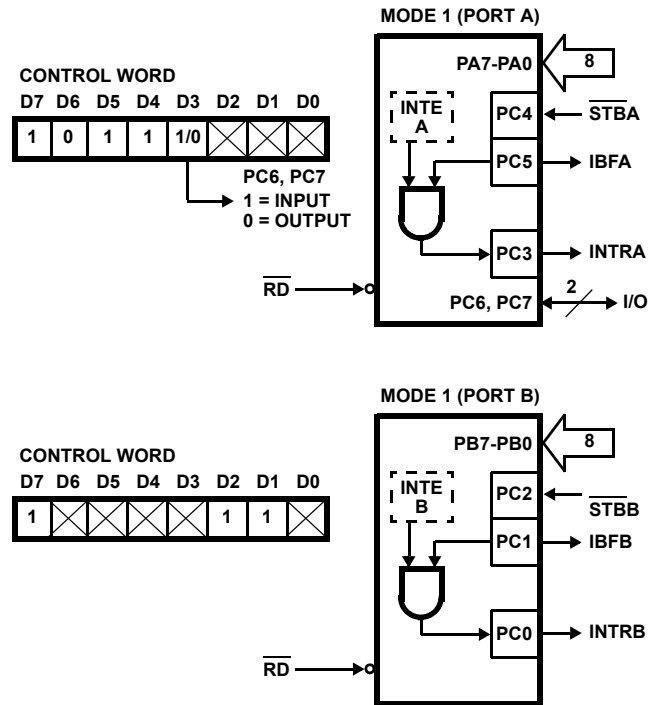 MODE 1 (PORT A)
CONTROL WORD
D7 D6 D5 D4 D3 D2 D1 D0
1 0 1 1 1/0
PC6, PC7
1 = INPUT
0 = OUTPUT
PA7-PA0
8
INTE
A
PC4
STBA
PC5
IBFA
PC3
INTRA
RD
PC6, PC7
2
I/O
MODE 1 (PORT B)
CONTROL WORD
D7 D6 D5 D4 D3 D2 D1 D0
1 1 1
PB7-PB0
8
INTE
B
PC2
STBB
PC1
IBFB
PC0
INTRB
RD